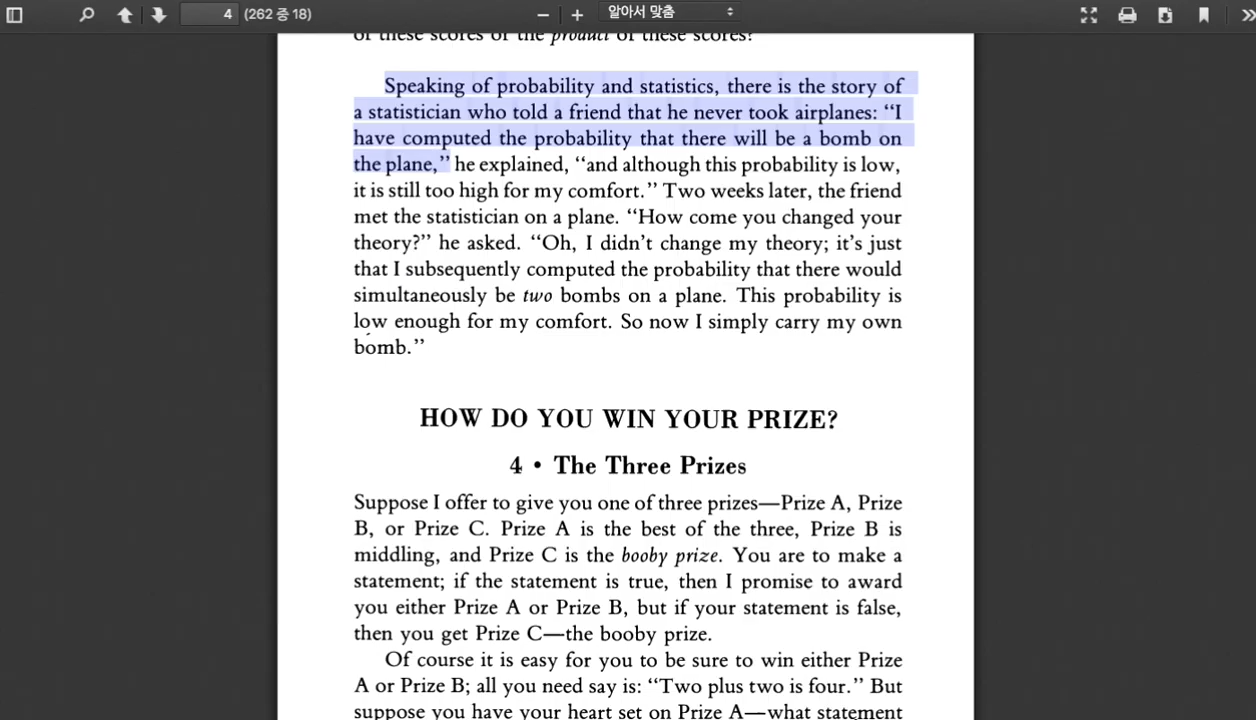 4 (262 중 18)
알아서 맞춤
of these scores or the product of these scores?
Speaking of probability and statistics, there is the story of
a statistician who told a friend that he never took airplanes: “I
have computed the probability that there will be a bomb on
the plane,” he explained, “and although this probability is low,
it is still too high for my comfort.” Two weeks later, the friend
met the statistician on a plane. “How come you changed your
theory?” he asked. “Oh, I didn’t change my theory; it’s just
that I subsequently computed the probability that there would
simultaneously be two bombs on a plane. This probability is
low enough for my comfort. So now I simply carry my own
bomb.”
HOW DO YOU WIN YOUR PRIZE?
4 • The Three Prizes
Suppose I offer to give you one of three prizes—Prize A, Prize
B, or Prize C. Prize A is the best of the three, Prize B is
middling, and Prize C is the booby prize. You are to make a
statement; if the statement is true, then I promise to award
you either Prize A or Prize B, but if your statement is false,
then you get Prize C—the booby prize.
Of course it is easy for you to be sure to win either Prize
A or Prize B; all you need say is: “Two plus two is four.” But
suppose you have your heart set on Prize A—what statement